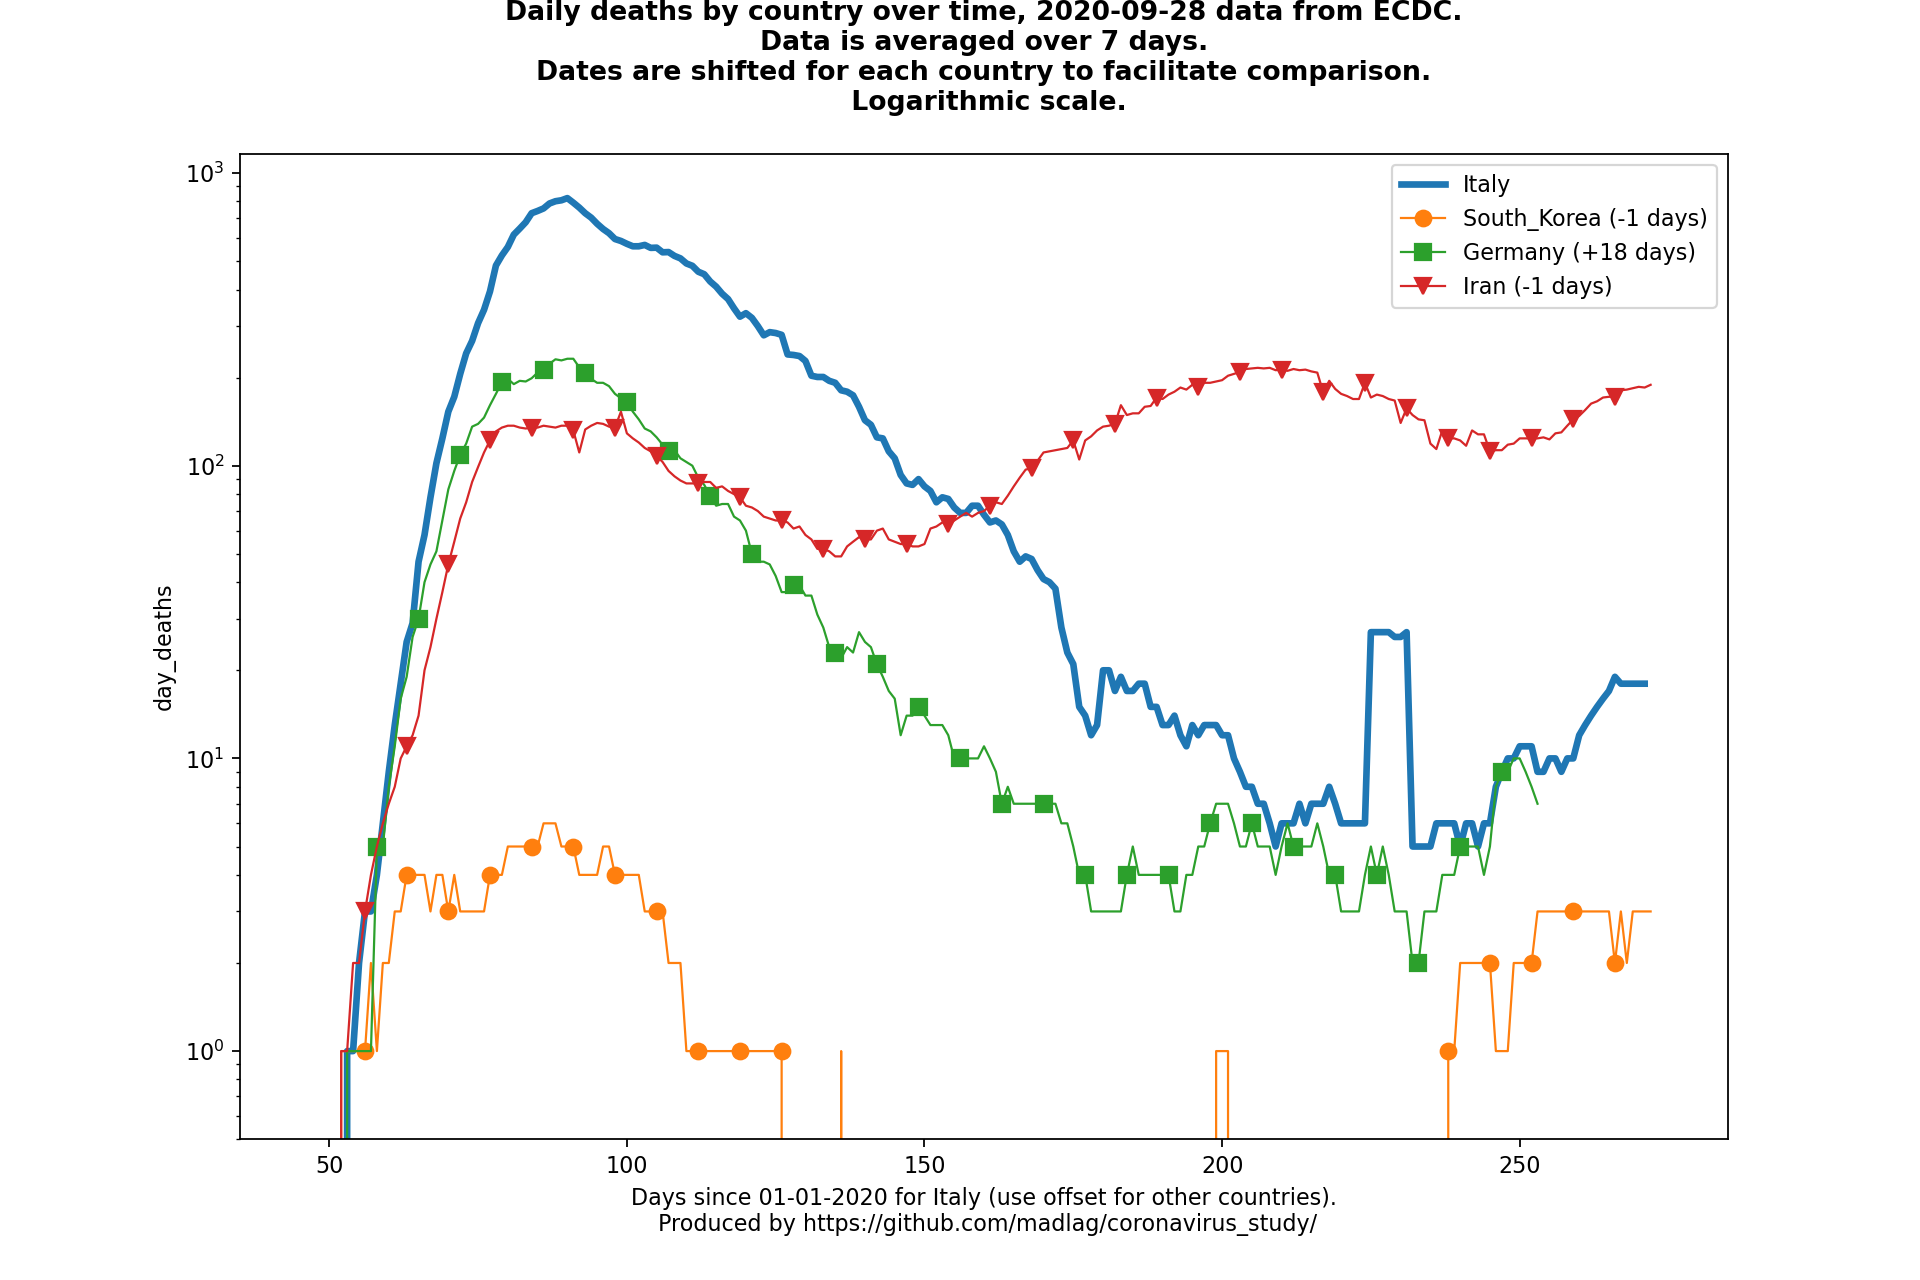 Daily deaths by country over time, 2020-09-28 data from ECDC.
Data is averaged over 7 days.
Dates are shifted for each country to facilitate comparison.
Logarithmic scale.
10³
10²
10¹
10⁰
day_deaths
Italy
South_Korea (-1 days)
Germany (+18 days)
Iran (-1 days)
50 100 150 200 250
Days since 01-01-2020 for Italy (use offset for other countries).
Produced by https://github.com/madlag/coronavirus_study/